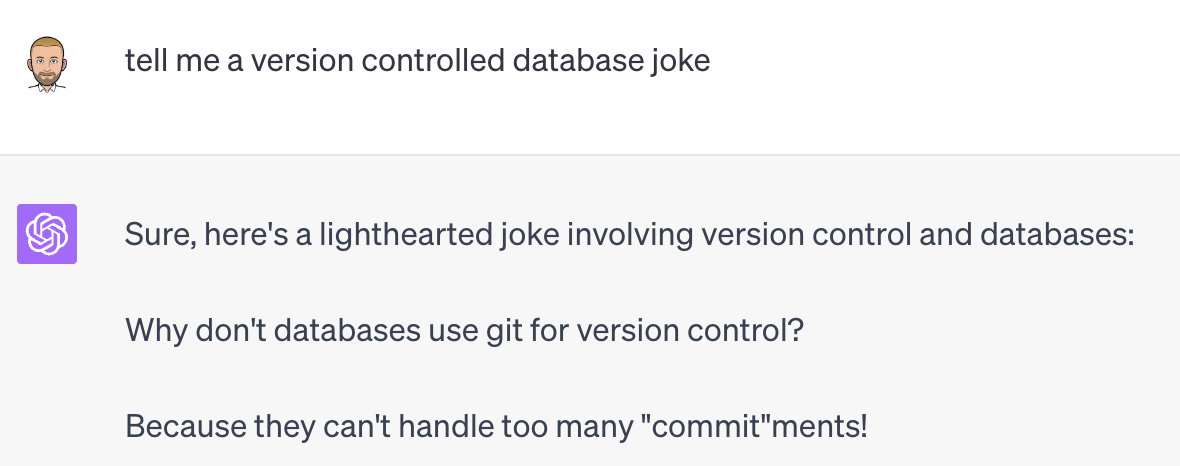 tell me a version controlled database joke
Sure, here's a lighthearted joke involving version control and databases:
Why don't databases use git for version control?
Because they can't handle too many "commit"ments!